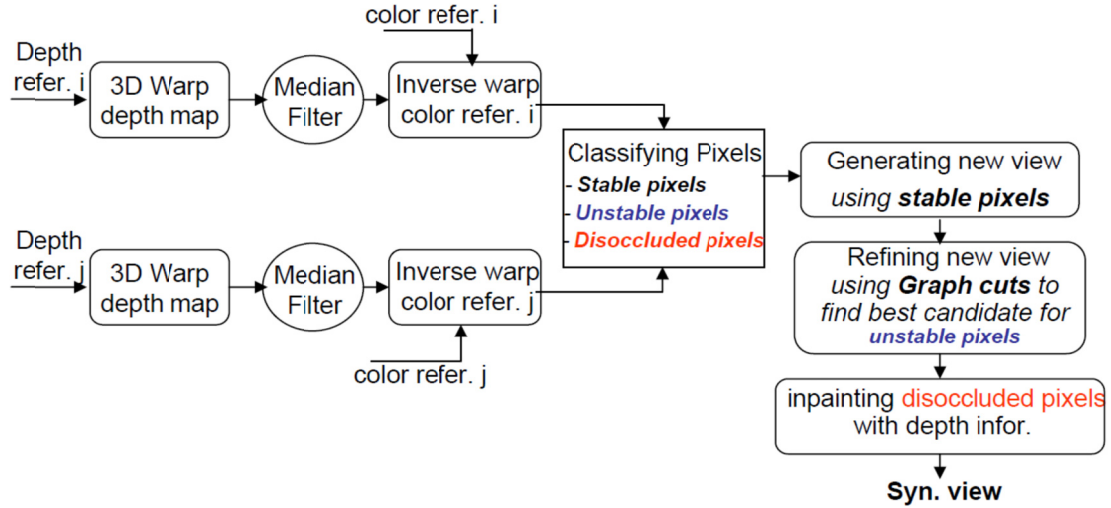 color refer. i
Depth
refer. i
3D Warp
depth map
Median
Filter
Inverse warp
color refer. i
Classifying Pixels
- Stable pixels
- Unstable pixels
- Disoccluded pixels
Depth
refer. j
3D Warp
depth map
Median
Filter
Inverse warp
color refer. j
color refer. j
Generating new view
using stable pixels
Refining new view
using Graph cuts to
find best candidate for
unstable pixels
inpainting disoccluded pixels
with depth infor.
Syn. view